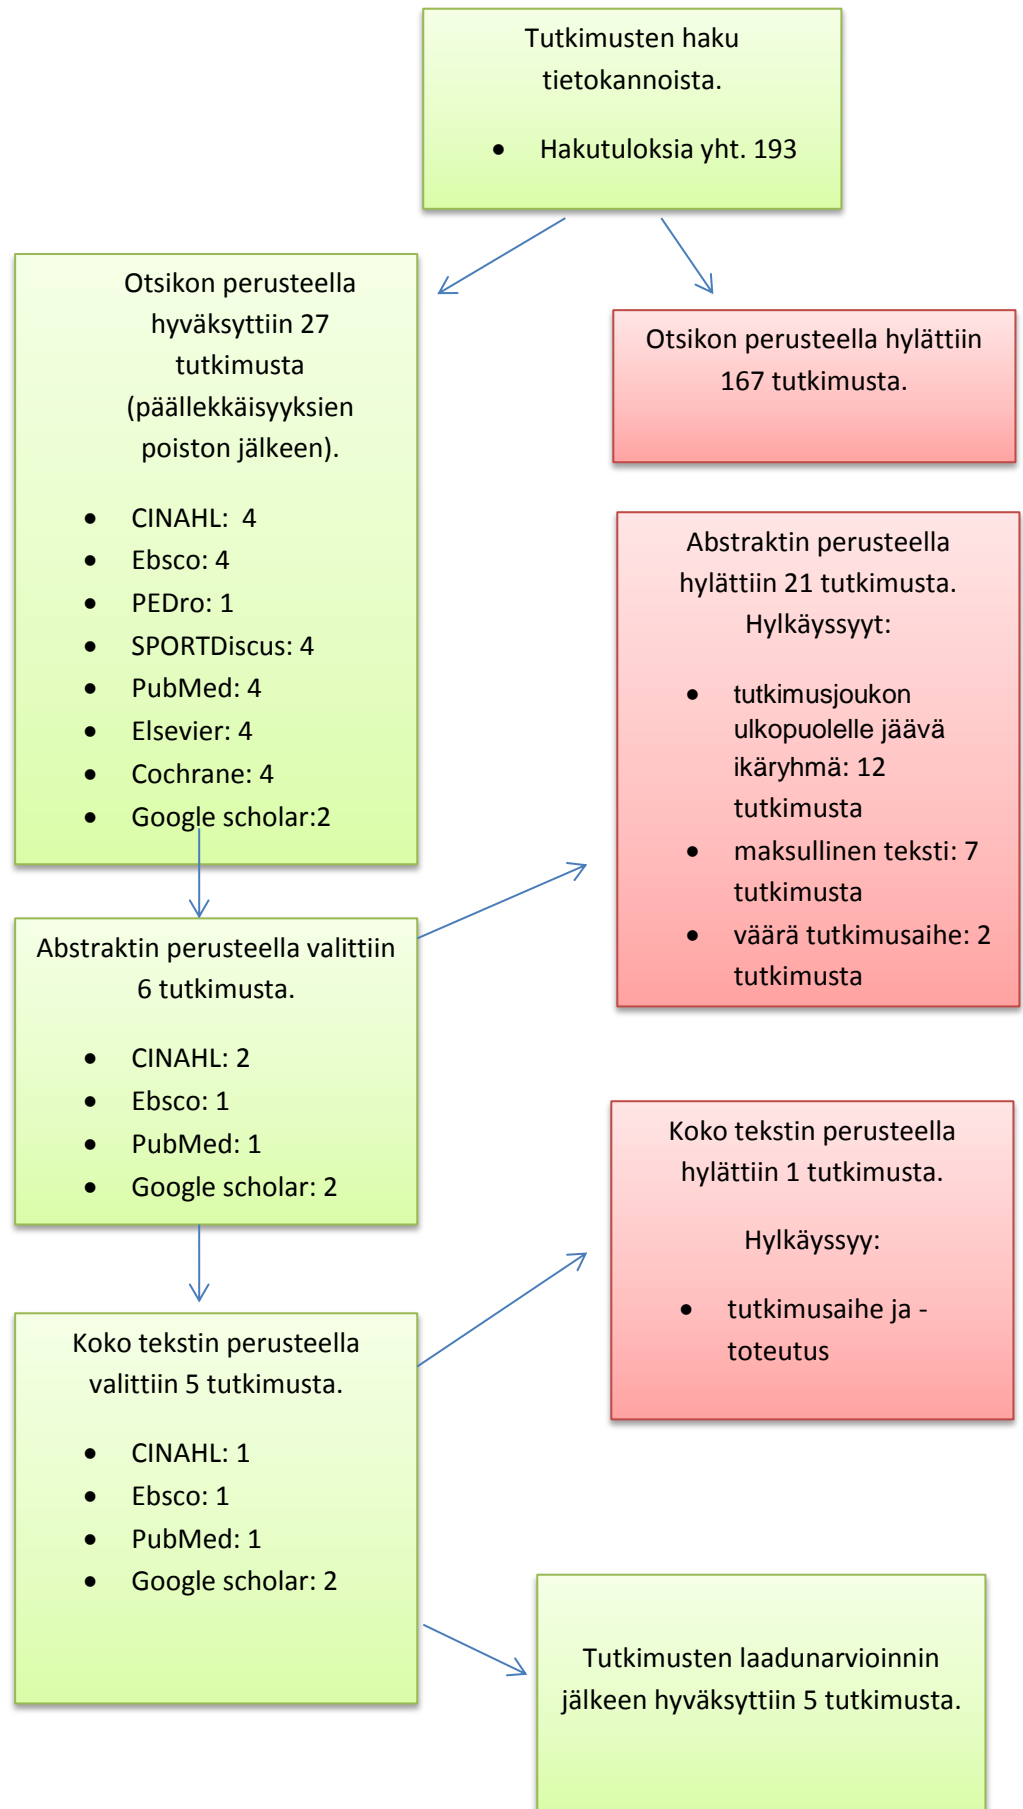 Tutkimusten haku
tietokannoista.
• Hakutuloksia yht. 193
Otsikon perusteella
hyväksyttiin 27
tutkimusta
(päällekkäisyyksien
poiston jälkeen).
• CINAHL: 4
• Ebsco: 4
• PEDro: 1
• SPORTDiscus: 4
• PubMed: 4
• Elsevier: 4
• Cochrane: 4
• Google scholar:2
Otsikon perusteella hylättiin
167 tutkimusta.
Abstraktin perusteella
hylättiin 21 tutkimusta.
Hylkäyssyyt:
• tutkimusjoukon
ulkopuolelle jäävä
ikäryhmä: 12
tutkimusta
• maksullinen teksti: 7
tutkimusta
• väärä tutkimusaihe: 2
tutkimusta
Abstraktin perusteella valittiin
6 tutkimusta.
• CINAHL: 2
• Ebsco: 1
• PubMed: 1
• Google scholar: 2
Koko tekstin perusteella
hylättiin 1 tutkimusta.
Hylkäyssyy:
• tutkimusaihe ja -
toteutus
Koko tekstin perusteella
valittiin 5 tutkimusta.
• CINAHL: 1
• Ebsco: 1
• PubMed: 1
• Google scholar: 2
Tutkimusten laadunarvioinnin
jälkeen hyväksyttiin 5 tutkimusta.